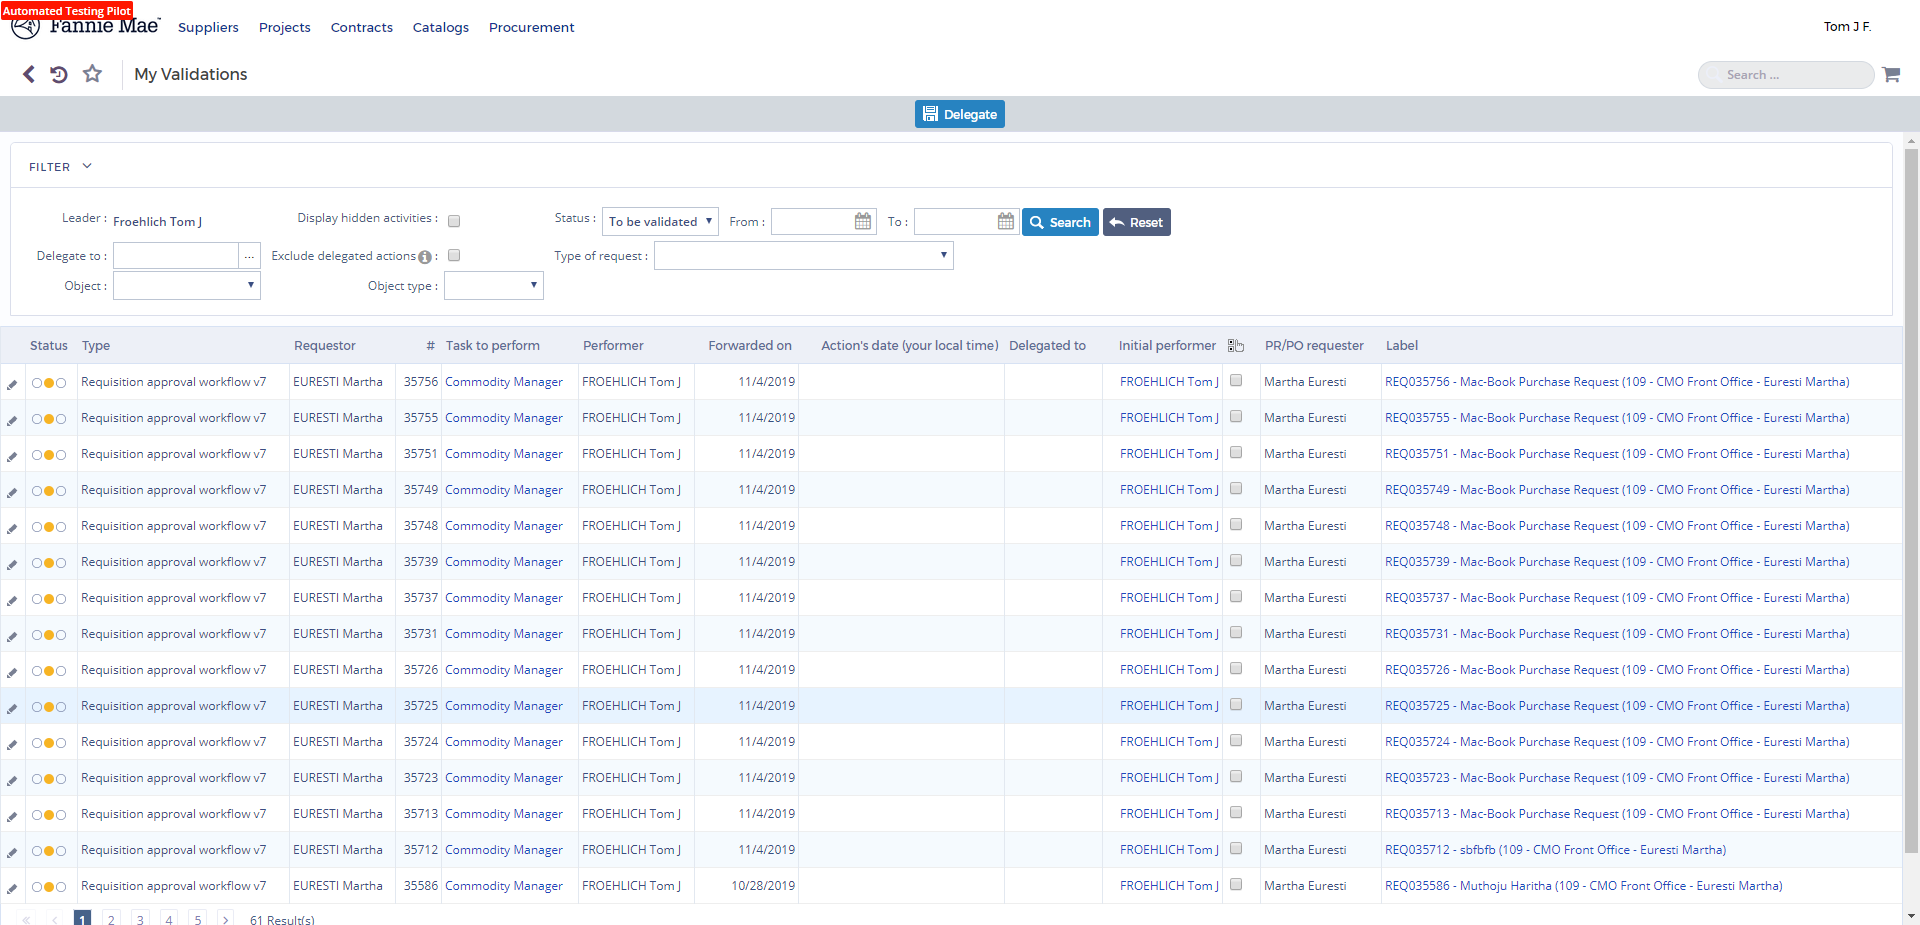 Automated Testing Pilot
Fannie Mae Suppliers Projects Contracts Catalogs Procurement Tom J F.
My Validations Search ...
Delegate
FILTER
Leader : Froehlich Tom J Display hidden activities : Status : To be validated From : To : Search Reset
Delegate to : ... Exclude delegated actions : Type of request :
Object : Object type :
Status Type Requestor # Task to perform Performer Forwarded on Action's date (your local time) Delegated to Initial performer PR/PO requester Label
Requisition approval workflow v7 EURESTI Martha 35756 Commodity Manager FROEHLICH Tom J 11/4/2019 FROEHLICH Tom J Martha Euresti REQ035756 - Mac-Book Purchase Request (109 - CMO Front Office - Euresti Martha)
Requisition approval workflow v7 EURESTI Martha 35755 Commodity Manager FROEHLICH Tom J 11/4/2019 FROEHLICH Tom J Martha Euresti REQ035755 - Mac-Book Purchase Request (109 - CMO Front Office - Euresti Martha)
Requisition approval workflow v7 EURESTI Martha 35751 Commodity Manager FROEHLICH Tom J 11/4/2019 FROEHLICH Tom J Martha Euresti REQ035751 - Mac-Book Purchase Request (109 - CMO Front Office - Euresti Martha)
Requisition approval workflow v7 EURESTI Martha 35749 Commodity Manager FROEHLICH Tom J 11/4/2019 FROEHLICH Tom J Martha Euresti REQ035749 - Mac-Book Purchase Request (109 - CMO Front Office - Euresti Martha)
Requisition approval workflow v7 EURESTI Martha 35748 Commodity Manager FROEHLICH Tom J 11/4/2019 FROEHLICH Tom J Martha Euresti REQ035748 - Mac-Book Purchase Request (109 - CMO Front Office - Euresti Martha)
Requisition approval workflow v7 EURESTI Martha 35739 Commodity Manager FROEHLICH Tom J 11/4/2019 FROEHLICH Tom J Martha Euresti REQ035739 - Mac-Book Purchase Request (109 - CMO Front Office - Euresti Martha)
Requisition approval workflow v7 EURESTI Martha 35737 Commodity Manager FROEHLICH Tom J 11/4/2019 FROEHLICH Tom J Martha Euresti REQ035737 - Mac-Book Purchase Request (109 - CMO Front Office - Euresti Martha)
Requisition approval workflow v7 EURESTI Martha 35731 Commodity Manager FROEHLICH Tom J 11/4/2019 FROEHLICH Tom J Martha Euresti REQ035731 - Mac-Book Purchase Request (109 - CMO Front Office - Euresti Martha)
Requisition approval workflow v7 EURESTI Martha 35726 Commodity Manager FROEHLICH Tom J 11/4/2019 FROEHLICH Tom J Martha Euresti REQ035726 - Mac-Book Purchase Request (109 - CMO Front Office - Euresti Martha)
Requisition approval workflow v7 EURESTI Martha 35725 Commodity Manager FROEHLICH Tom J 11/4/2019 FROEHLICH Tom J Martha Euresti REQ035725 - Mac-Book Purchase Request (109 - CMO Front Office - Euresti Martha)
Requisition approval workflow v7 EURESTI Martha 35724 Commodity Manager FROEHLICH Tom J 11/4/2019 FROEHLICH Tom J Martha Euresti REQ035724 - Mac-Book Purchase Request (109 - CMO Front Office - Euresti Martha)
Requisition approval workflow v7 EURESTI Martha 35723 Commodity Manager FROEHLICH Tom J 11/4/2019 FROEHLICH Tom J Martha Euresti REQ035723 - Mac-Book Purchase Request (109 - CMO Front Office - Euresti Martha)
Requisition approval workflow v7 EURESTI Martha 35713 Commodity Manager FROEHLICH Tom J 11/4/2019 FROEHLICH Tom J Martha Euresti REQ035713 - Mac-Book Purchase Request (109 - CMO Front Office - Euresti Martha)
Requisition approval workflow v7 EURESTI Martha 35712 Commodity Manager FROEHLICH Tom J 11/4/2019 FROEHLICH Tom J Martha Euresti REQ035712 - sbfbfb (109 - CMO Front Office - Euresti Martha)
Requisition approval workflow v7 EURESTI Martha 35586 Commodity Manager FROEHLICH Tom J 10/28/2019 FROEHLICH Tom J Martha Euresti REQ035586 - Muthoju Haritha (109 - CMO Front Office - Euresti Martha)
« ‹ 1 2 3 4 5 › 61 Result(s)